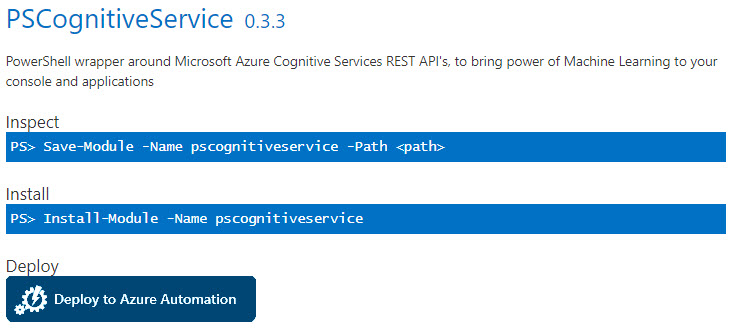 PSCognitiveService 0.3.3
PowerShell wrapper around Microsoft Azure Cognitive Services REST API's, to bring power of Machine Learning to your
console and applications
Inspect
PS> Save-Module -Name pscognitiveservice -Path <path>
Install
PS> Install-Module -Name pscognitiveservice
Deploy
Deploy to Azure Automation